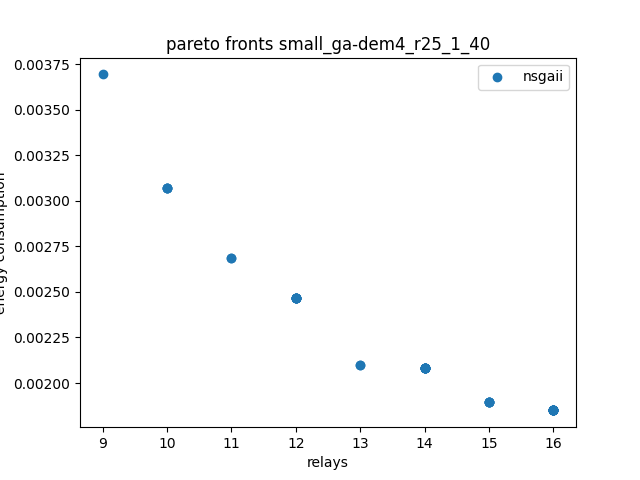 pareto fronts small_ga-dem4_r25_1_40
nsgaii
0.00375
0.00350
0.00325
0.00300
0.00275
0.00250
0.00225
0.00200
energy consumption
9 10 11 12 13 14 15 16
relays